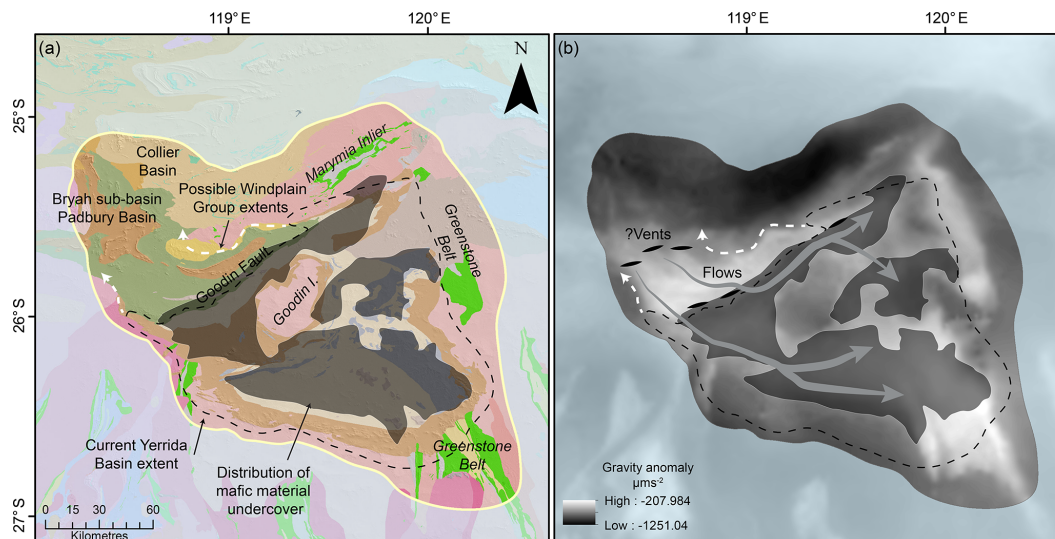 119° E
120° E
119° E
120° E
(a)
N
(b)
25°S
26°S
27°S
Collier
Basin
Marymia Inlier
Bryah sub-basin
Padbury Basin
Possible Windplain
Group extents
Greenstone
Belt
Goodin Fault
Goodin I.
Current Yerrida
Basin extent
Distribution of
mafic material
undercover
Greenstone
Belt
0 15 30 60
Kilometres
?Vents
Flows
Gravity anomaly
μms-2
High : -207.984
Low : -1251.04